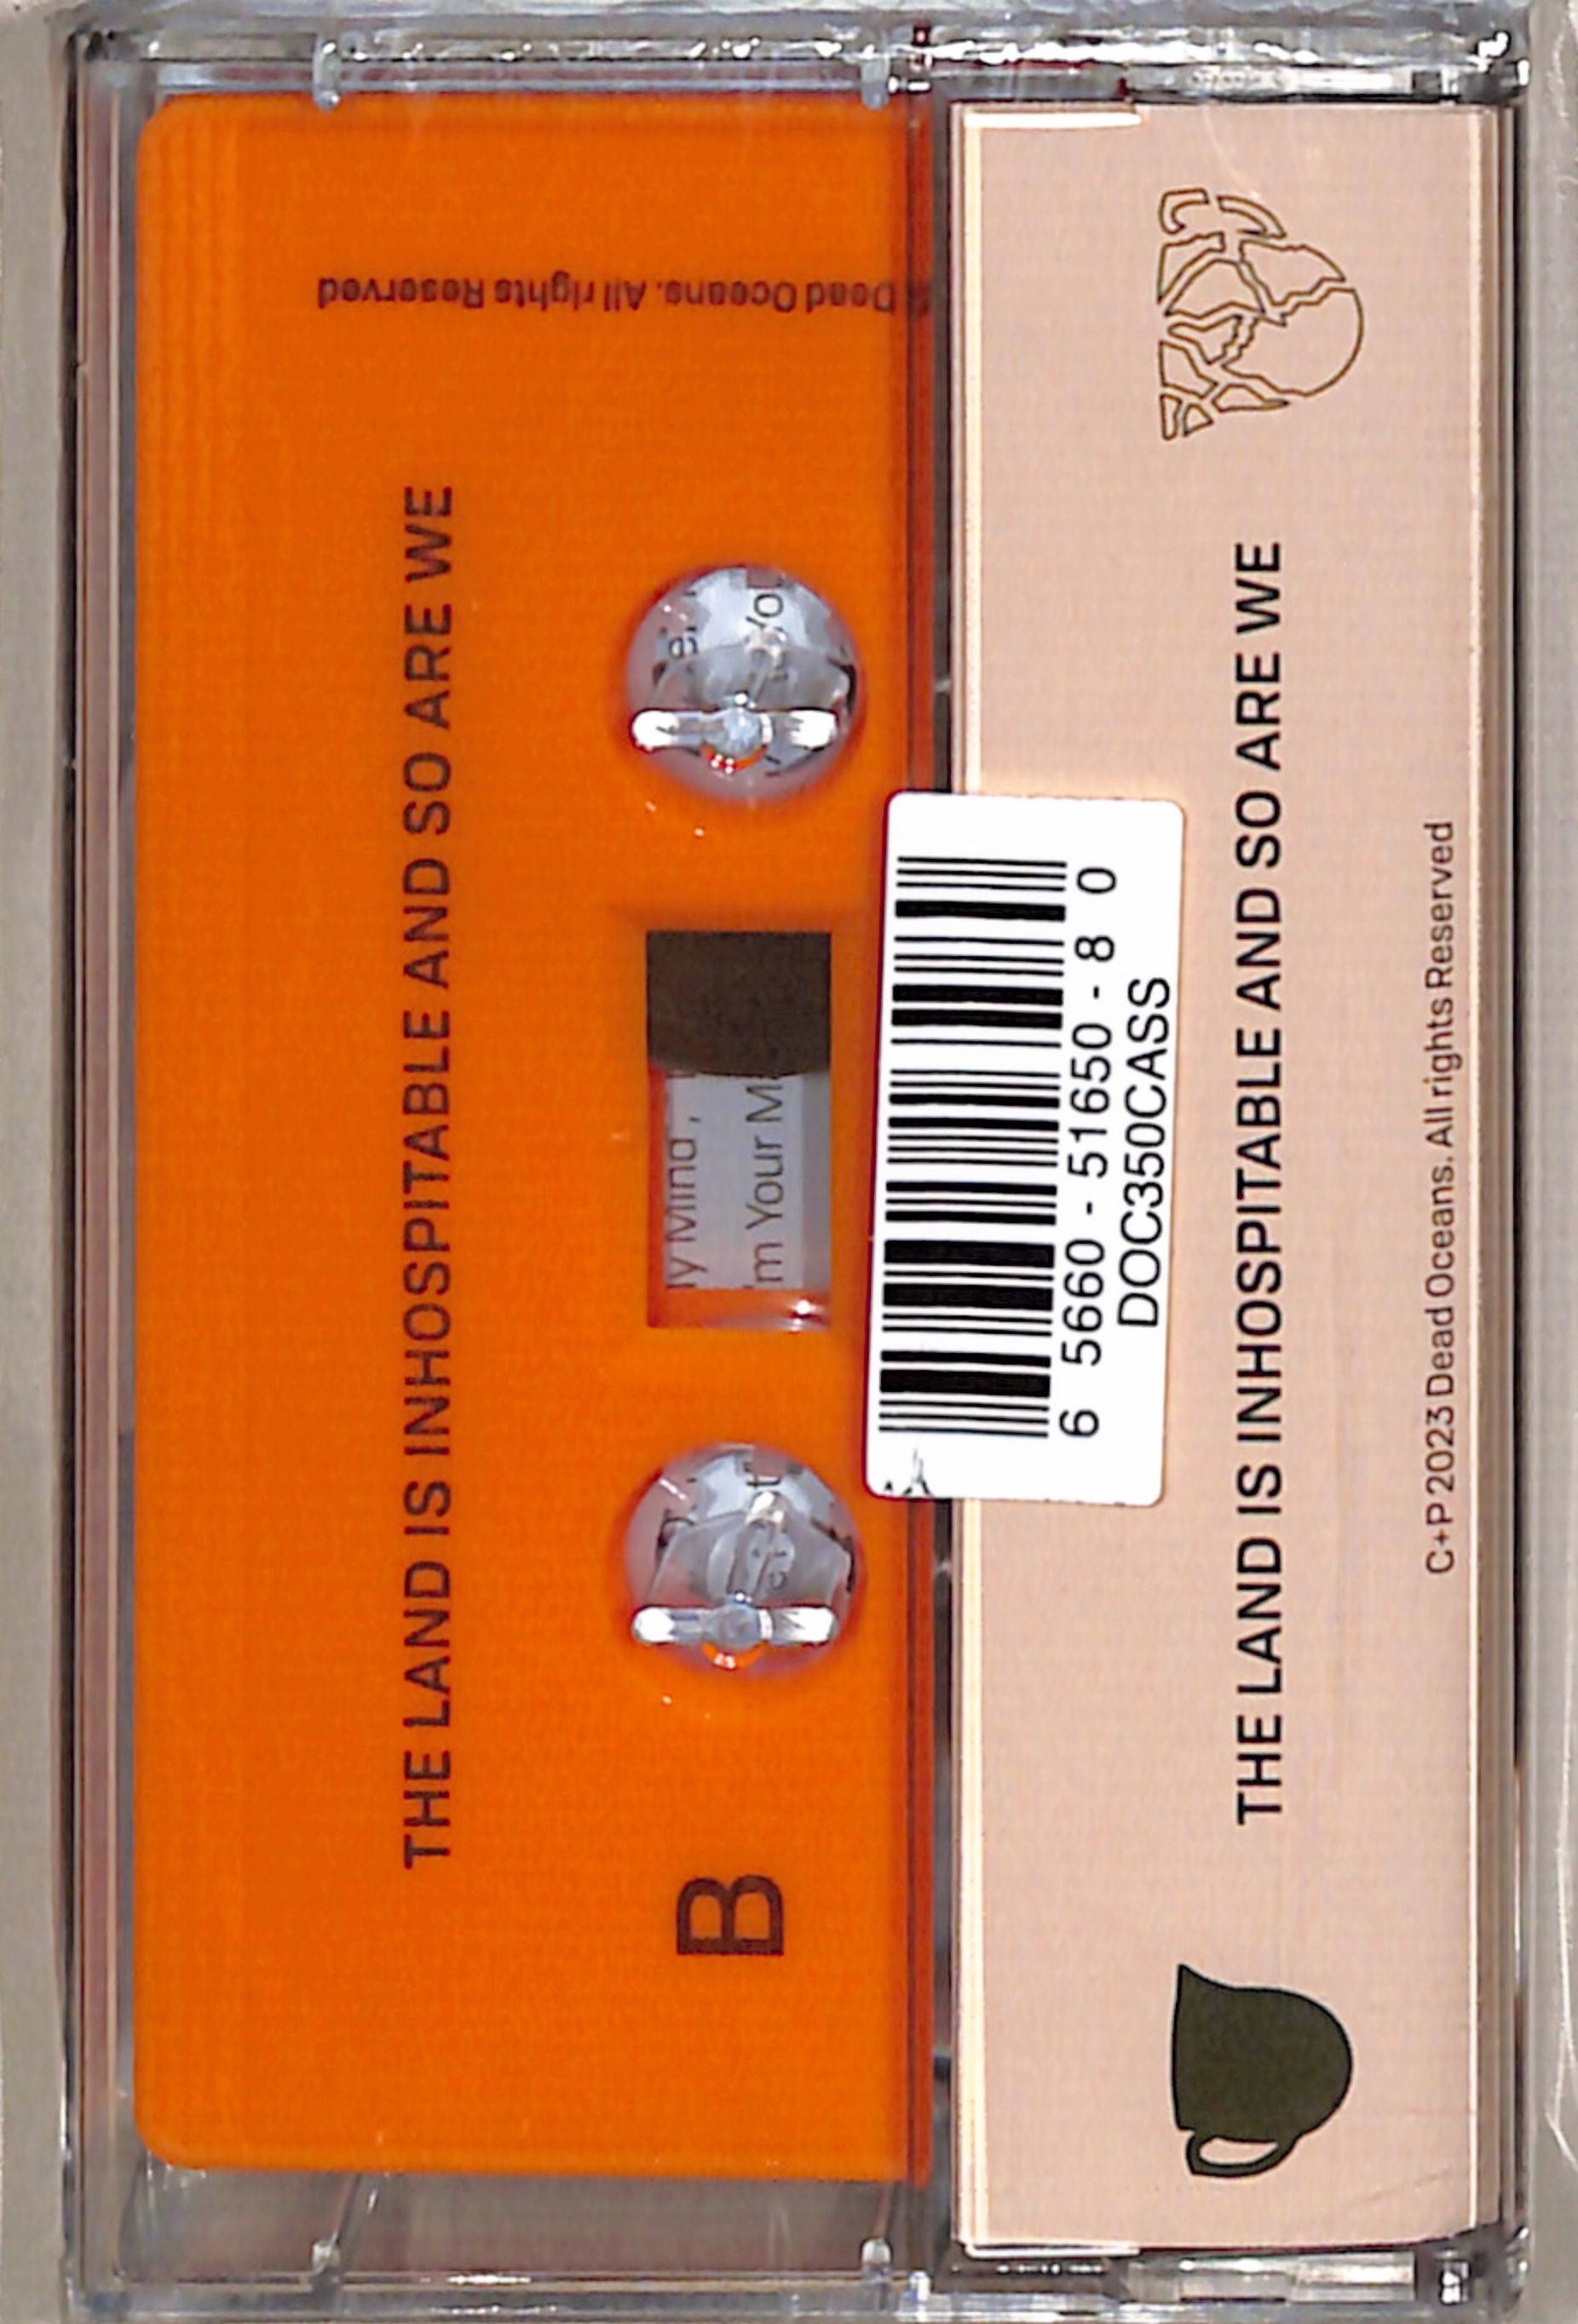 Dead Oceans. All rights Reserved
THE LAND IS INHOSPITABLE AND SO ARE WE
B
Mind,
'm Your
6 5660 - 51650 - 8 0
DOC350CASS
THE LAND IS INHOSPITABLE AND SO ARE WE
C+P 2023 Dead Oceans. All rights Reserved